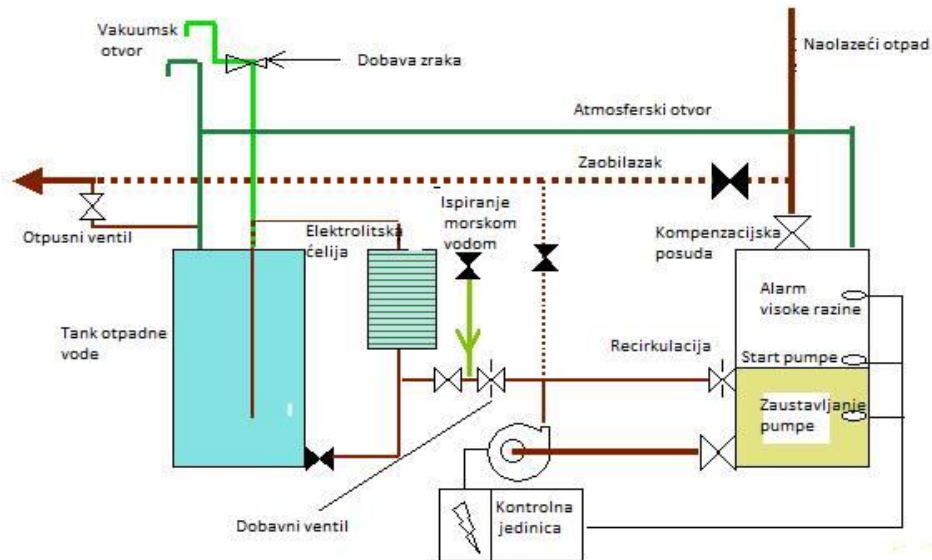 Vakuumsk
otvor
Dobava zraka
Naolazeći otpad
Atmosferski otvor
Zaobilazak
Ispiranje
morskom
vodom
Otpusni ventil
Elektrolitska
ćelija
Kompenzacijska
posuda
Alarm
visoke razine
Tank otpadne
vode
Recirkulacija
Start pumpe
Zaustavljanje
pumpe
Dobavni ventil
Kontrolna
jedinica